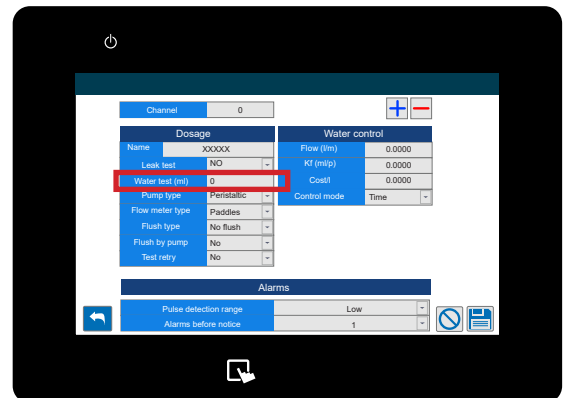 Channel 0
Dosage
Name XXXXX
Leak test NO
Water test (ml) 0
Pump type Peristaltic
Flow meter type Paddles
Flush type No flush
Flush by pump No
Test retry No
Water control
Flow (l/m) 0.0000
Kf (ml/p) 0.0000
Cost/l 0.0000
Control mode Time
Alarms
Pulse detection range Low
Alarms before notice 1